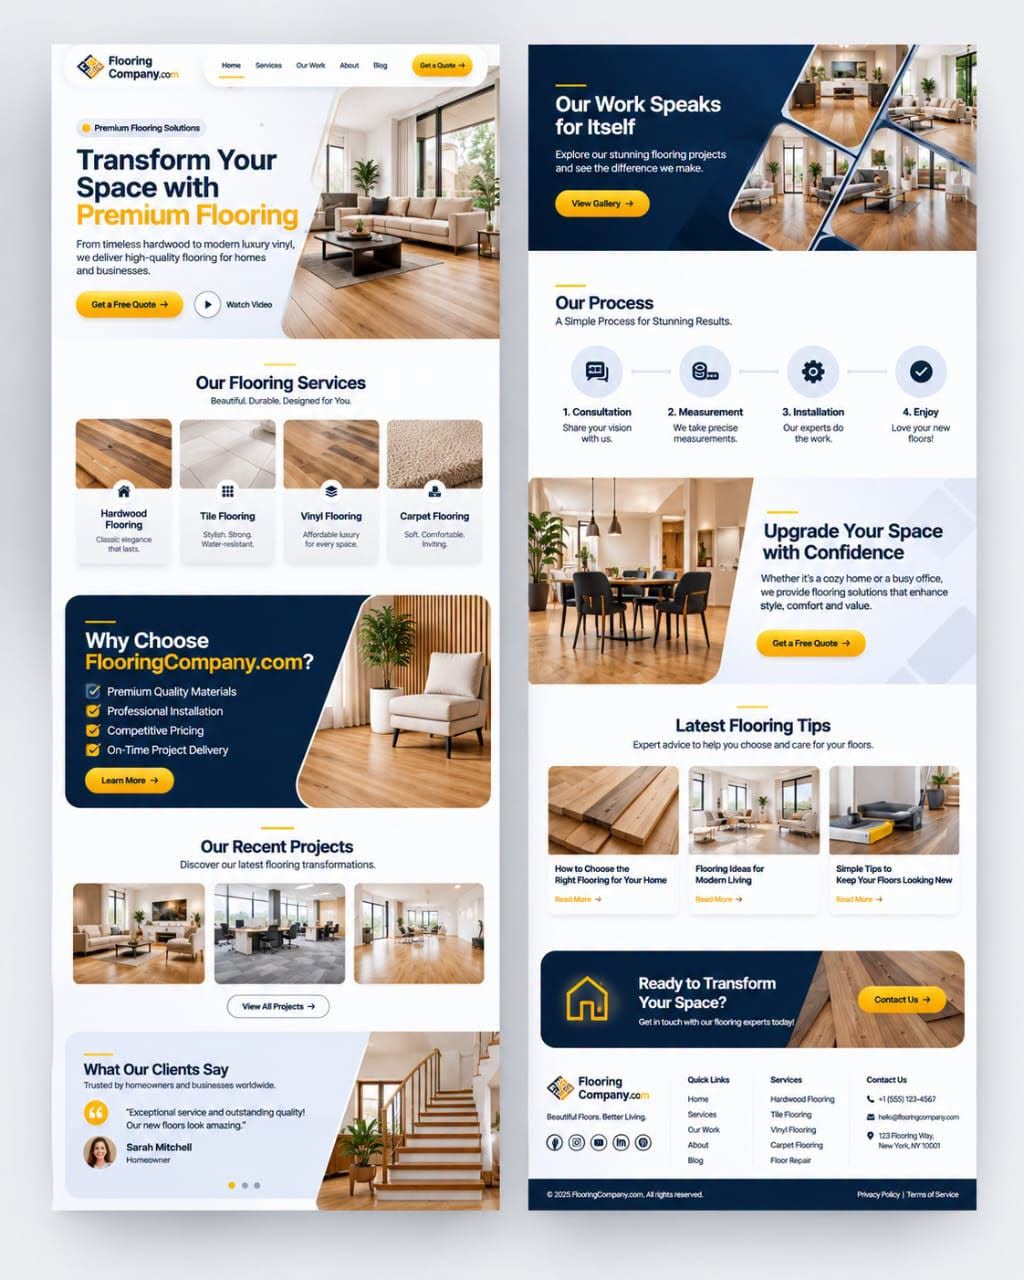 Flooring
Company.com
Home
Services
Our Work
About
Blog
Get a Quote →
Premium Flooring Solutions
Transform Your
Space with
Premium Flooring
From timeless hardwood to modern luxury vinyl,
we deliver high-quality flooring for homes
and businesses.
Get a Free Quote →
Watch Video
Our Flooring Services
Beautiful. Durable. Designed for You.
Hardwood
Flooring
Classic elegance
that lasts.
Tile Flooring
Stylish. Strong.
Water-resistant.
Vinyl Flooring
Affordable luxury
for every space.
Carpet Flooring
Soft. Comfortable.
Inviting.
Why Choose
FlooringCompany.com?
Premium Quality Materials
Professional Installation
Competitive Pricing
On-Time Project Delivery
Learn More →
Our Recent Projects
Discover our latest flooring transformations.
View All Projects →
What Our Clients Say
Trusted by homeowners and businesses worldwide.
"Exceptional service and outstanding quality!
Our new floors look amazing."
Sarah Mitchell
Homeowner
Our Work Speaks
for Itself
Explore our stunning flooring projects
and see the difference we make.
View Gallery →
Our Process
A Simple Process for Stunning Results.
1. Consultation
Share your vision
with us.
2. Measurement
We take precise
measurements.
3. Installation
Our experts do
the work.
4. Enjoy
Love your new
floors!
Upgrade Your Space
with Confidence
Whether it's a cozy home or a busy office,
we provide flooring solutions that enhance
style, comfort and value.
Get a Free Quote →
Latest Flooring Tips
Expert advice to help you choose and care for your floors.
How to Choose the
Right Flooring for Your Home
Read More →
Flooring Ideas for
Modern Living
Read More →
Simple Tips to
Keep Your Floors Looking New
Read More →
Ready to Transform
Your Space?
Get in touch with our flooring experts today!
Contact Us →
Flooring
Company.com
Beautiful Floors. Better Living.
Quick Links
Home
Services
Our Work
About
Blog
Services
Hardwood Flooring
Tile Flooring
Vinyl Flooring
Carpet Flooring
Floor Repair
Contact Us
+1 (555) 123-4567
hello@flooringcompany.com
123 Flooring Way,
New York, NY 10001
© 2025 FlooringCompany.com. All rights reserved.
Privacy Policy | Terms of Service